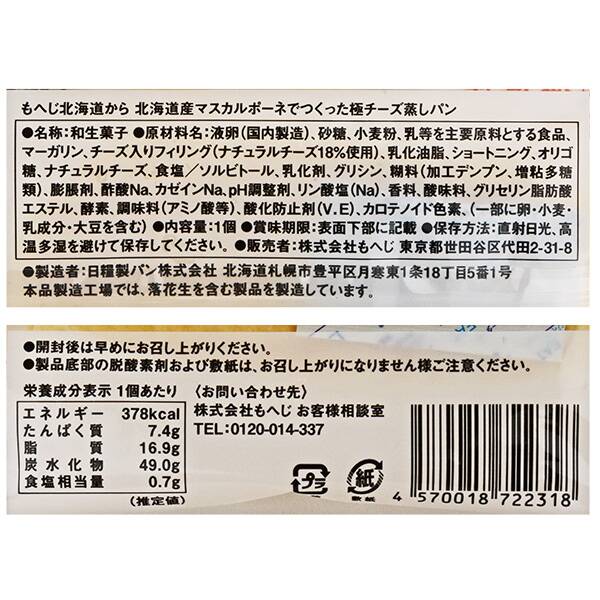 もへじ北海道から 北海道産マスカルポーネでつくった極チーズ蒸しパン
●名称:和生菓子 ●原材料名:液卵(国内製造)、砂糖、小麦粉、乳等を主要原料とする食品、
マーガリン、チーズ入りフィリング(ナチュラルチーズ18%使用)、乳化油脂、ショートニング、オリゴ
糖、ナチュラルチーズ、食塩／ソルビトール、乳化剤、グリシン、糊料(加工デンプン、増粘多糖
類)、膨脹剤、酢酸Na、カゼインNa、pH調整剤、リン酸塩(Na)、香料、酸味料、グリセリン脂肪酸
エステル、酵素、調味料(アミノ酸等)、酸化防止剤(V.E)、カロテノイド色素、(一部に卵・小麦・
乳成分・大豆を含む) ●内容量:1個 ●賞味期限:表面下部に記載 ●保存方法:直射日光、高
温多湿を避けて保存してください。 ●販売者:株式会社もへじ 東京都世田谷区代田2-31-8
●製造者:日糧製パン株式会社 北海道札幌市豊平区月寒東1条18丁目5番1号
本品製造工場では、落花生を含む製品を製造しています。
●開封後は早めにお召し上がりください。
●製品底部の脱酸素剤および敷紙は、お召し上がりになりません様ご注意ください。
栄養成分表示 1個あたり
エネルギー 378kcal
たんぱく質 7.4g
脂質 16.9g
炭水化物 49.0g
食塩相当量 0.7g
(推定値)
〈お問い合わせ先〉
株式会社もへじ お客様相談室
TEL:0120-014-337
プラ
紙
敷紙
4 570018 722318